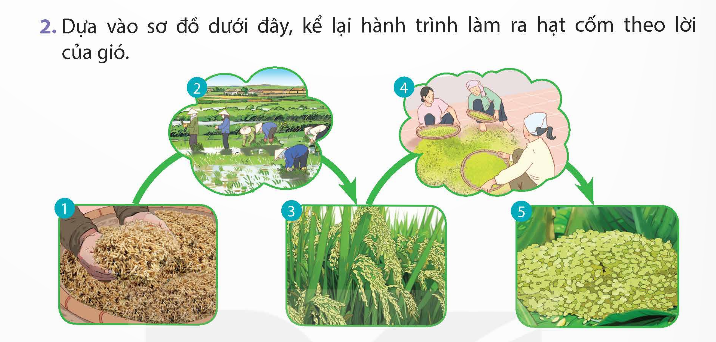 2. Dựa vào sơ đồ dưới đây, kể lại hành trình làm ra hạt cốm theo lời
của gió.
2
4
1
3
5